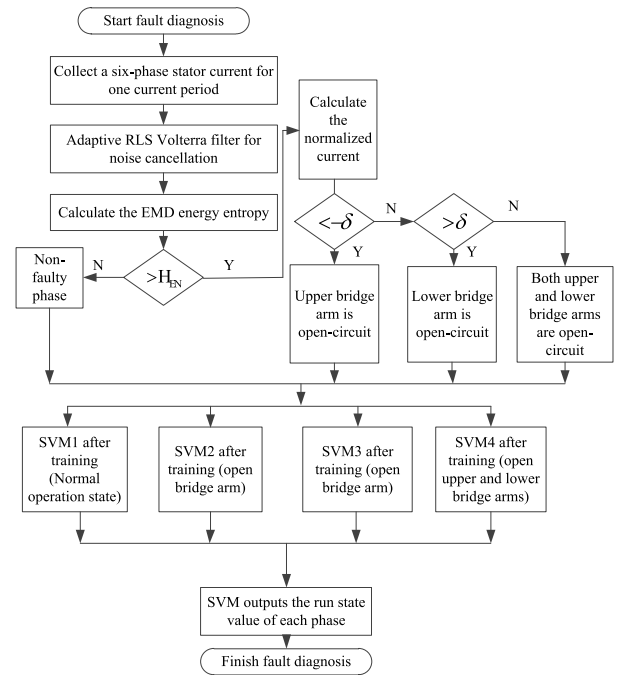 Start fault diagnosis
Collect a six-phase stator current for
one current period
Adaptive RLS Volterra filter for
noise cancellation
Calculate the EMD energy entropy
>H_EN
N
Y
Non-
faulty
phase
Calculate
the
normalized
current
<-δ
N
Y
>δ
N
Y
Upper bridge
arm is
open-circuit
Lower bridge
arm is
open-circuit
Both upper
and lower
bridge arms
are open-
circuit
SVM1 after
training
(Normal
operation state)
SVM2 after
training (open
bridge arm)
SVM3 after
training (open
bridge arm)
SVM4 after
training (open
upper and lower
bridge arms)
SVM outputs the run state
value of each phase
Finish fault diagnosis